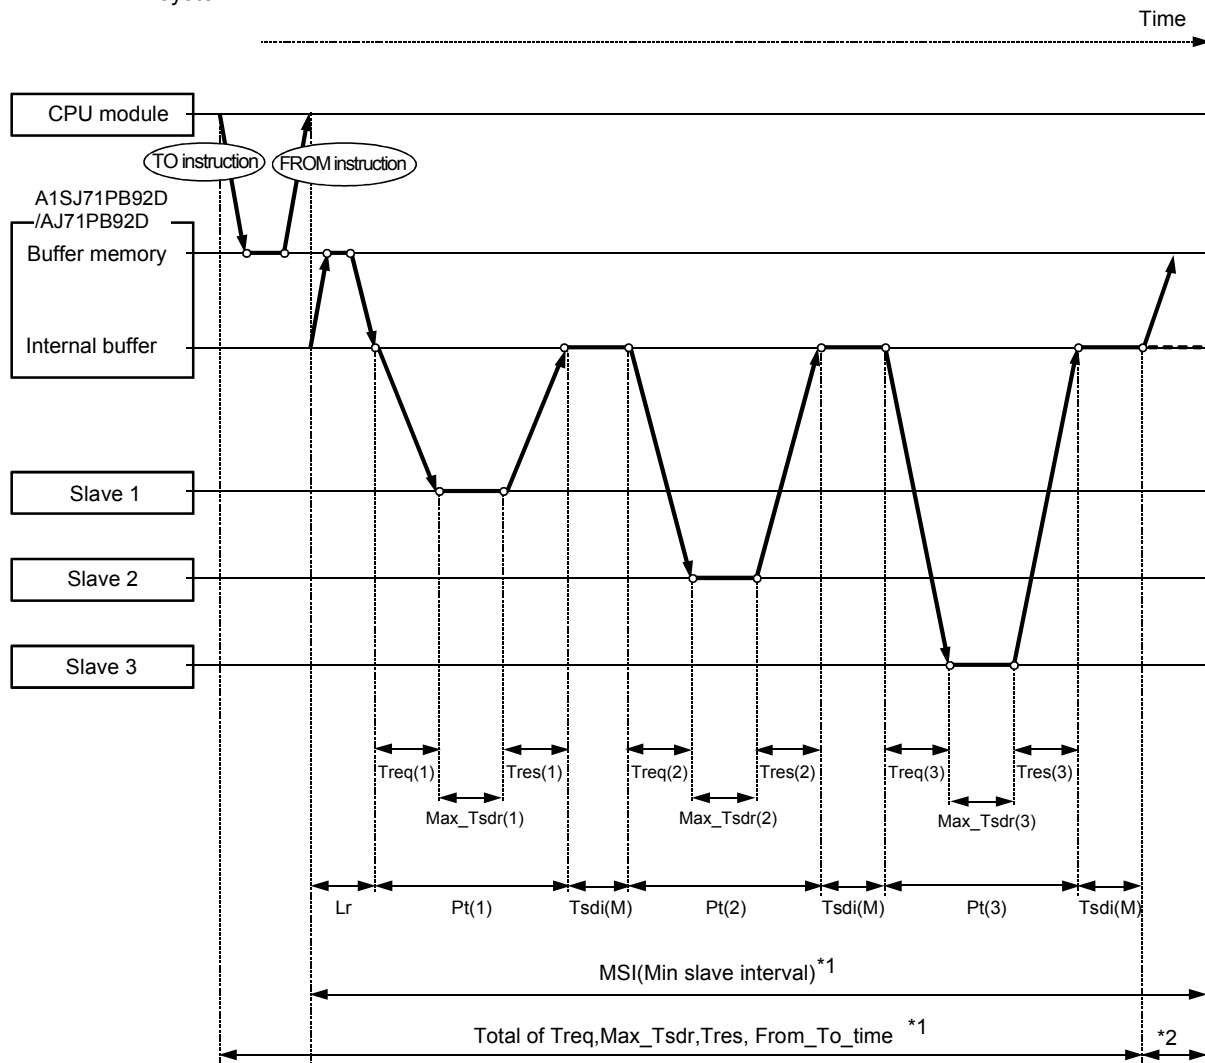 Time
CPU module
TO instruction
FROM instruction
A1SJ71PB92D
/AJ71PB92D
Buffer memory
Internal buffer
Slave 1
Slave 2
Slave 3
Treq(1)
Tres(1)
Treq(2)
Tres(2)
Treq(3)
Tres(3)
Max_Tsdr(1)
Max_Tsdr(2)
Max_Tsdr(3)
Lr
Pt(1)
Tsdi(M)
Pt(2)
Tsdi(M)
Pt(3)
Tsdi(M)
MSI(Min slave interval)*1
Total of Treq,Max_Tsdr,Tres, From_To_time *1
*2